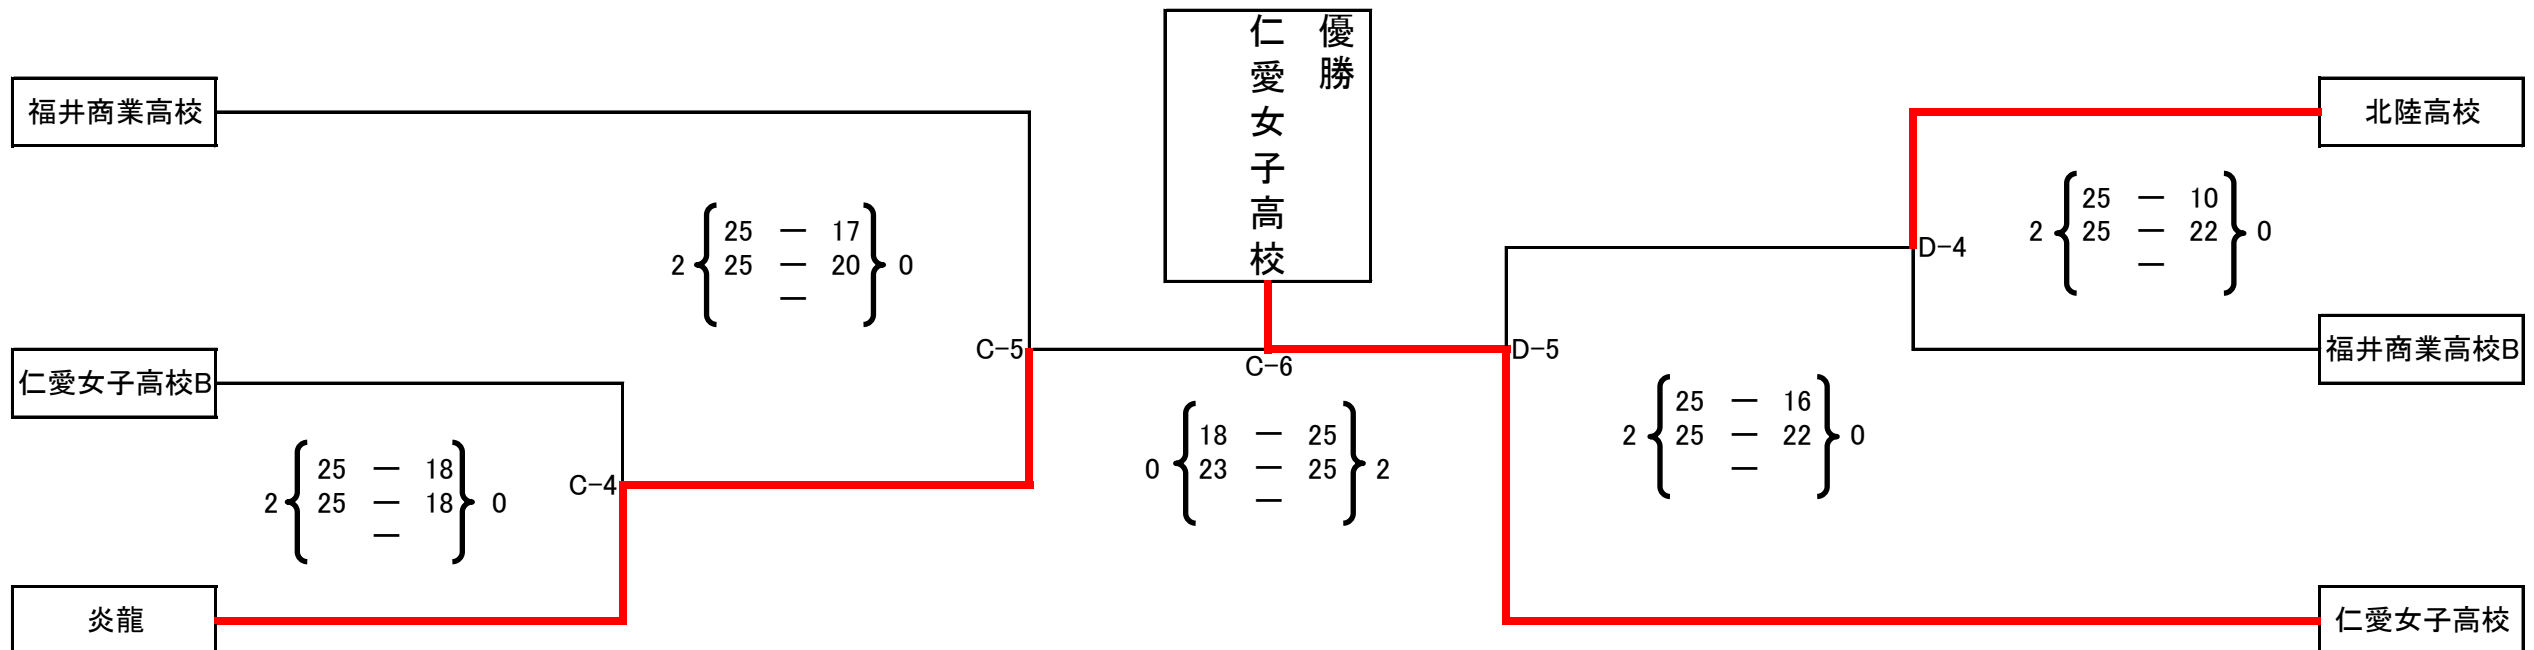 優勝
仁愛女子高校
福井商業高校
北陸高校
25 — 10
2 25 — 22 0
—
25 — 17
2 25 — 20 0
—
D-4
C-5
C-6
D-5
福井商業高校B
仁愛女子高校B
25 — 16
2 25 — 22 0
—
18 — 25
0 23 — 25 2
—
25 — 18
2 25 — 18 0
—
C-4
炎龍
仁愛女子高校